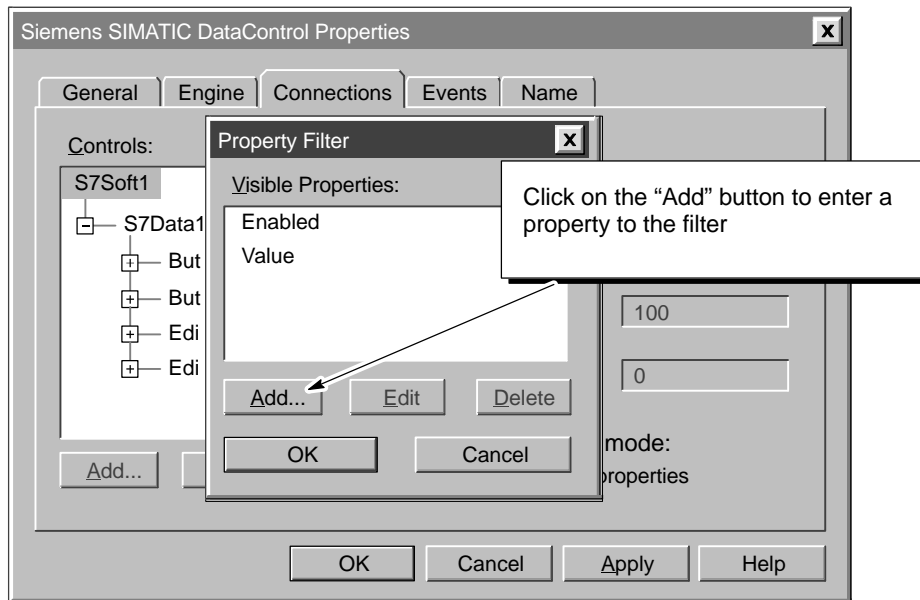 Siemens SIMATIC DataControl Properties
x
General Engine Connections Events Name
Controls:
S7Soft1
S7Data1
But
But
Edi
Edi
Add...
Property Filter
x
Visible Properties:
Enabled
Value
Add... Edit Delete
OK Cancel
Click on the “Add” button to enter a
property to the filter
100
0
mode:
properties
OK Cancel Apply Help